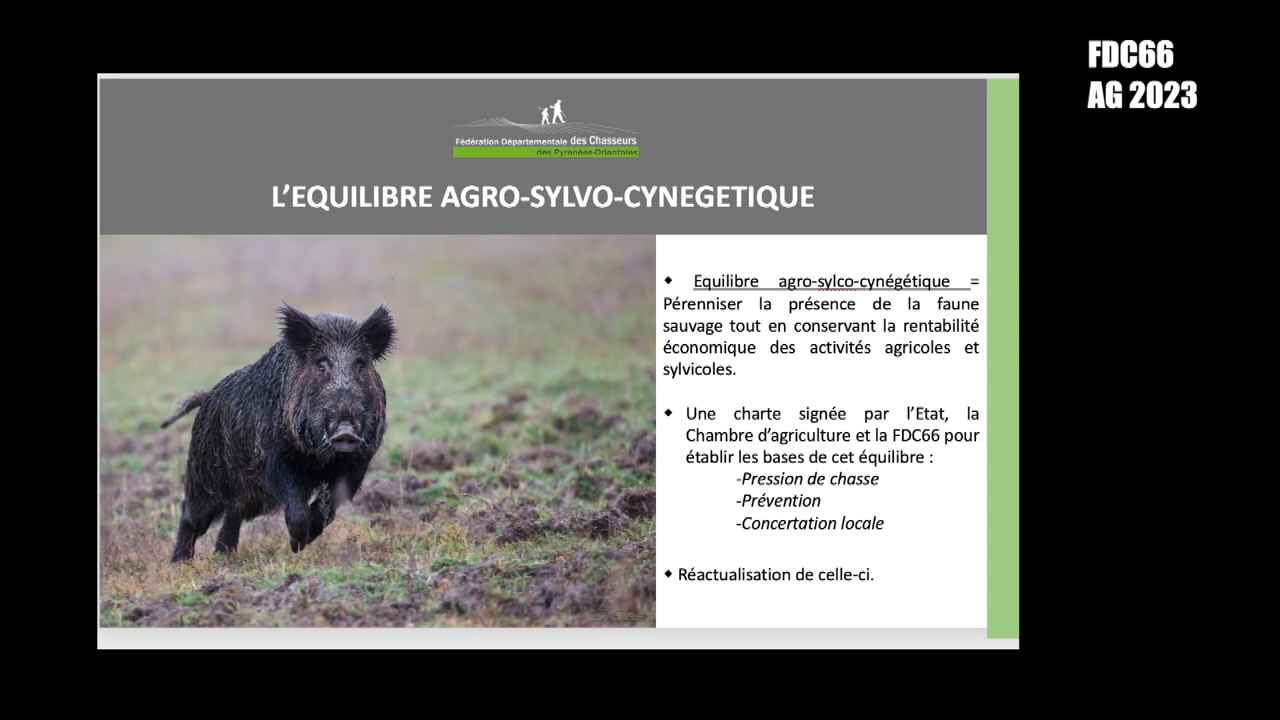 FDC66
AG 2023
Fédération Départementale des Chasseurs
des Pyrénées-Orientales
L'EQUILIBRE AGRO-SYLVO-CYNEGETIQUE
◆ Equilibre agro-sylco-cynégétique =
Pérenniser la présence de la faune
sauvage tout en conservant la rentabilité
économique des activités agricoles et
sylvicoles.
◆ Une charte signée par l'Etat, la
Chambre d'agriculture et la FDC66 pour
établir les bases de cet équilibre :
-Pression de chasse
-Prévention
-Concertation locale
◆ Réactualisation de celle-ci.